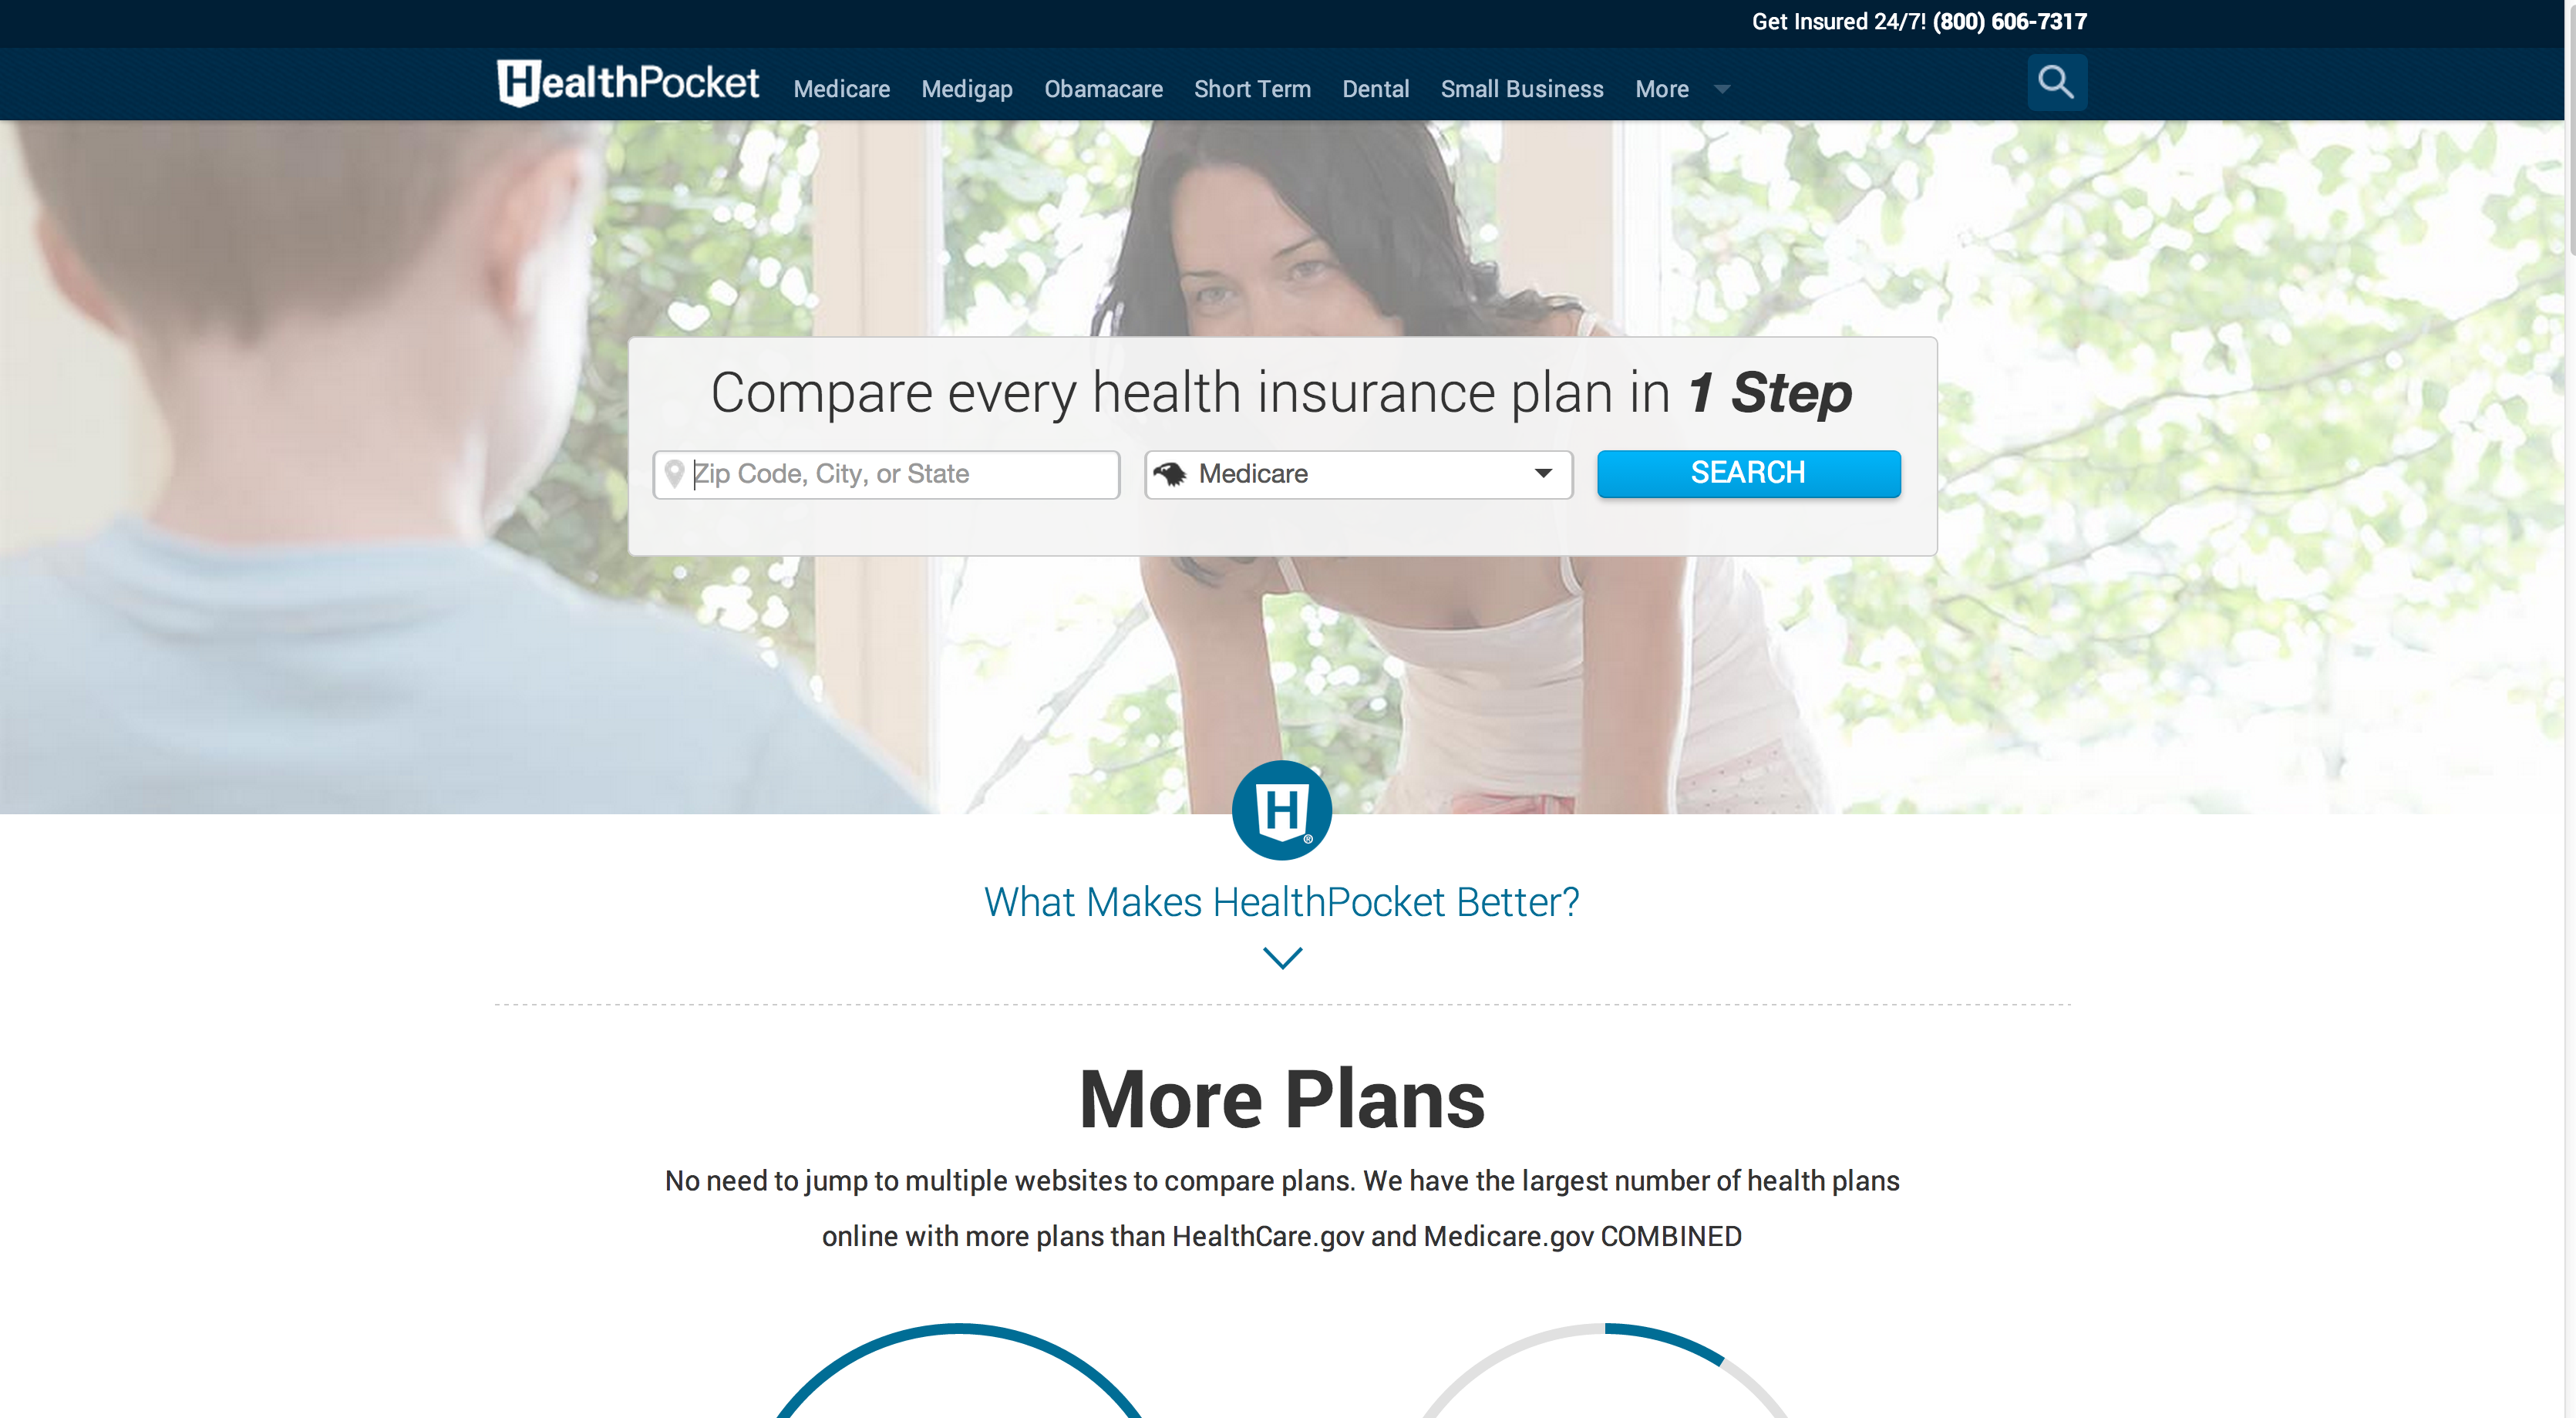 Get Insured 24/7! (800) 606-7317
HealthPocket Medicare Medigap Obamacare Short Term Dental Small Business More
Compare every health insurance plan in 1 Step
Zip Code, City, or State Medicare SEARCH
H®
What Makes HealthPocket Better?
More Plans
No need to jump to multiple websites to compare plans. We have the largest number of health plans
online with more plans than HealthCare.gov and Medicare.gov COMBINED